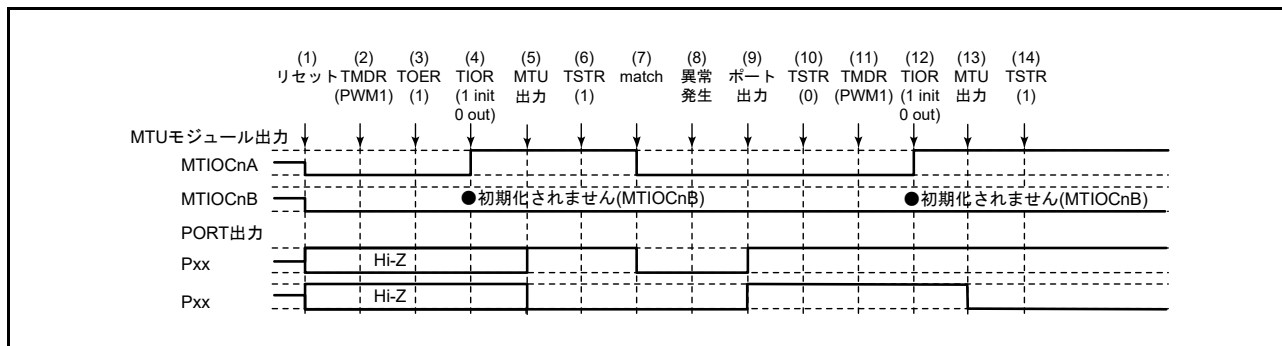 (1) (2) (3) (4) (5) (6) (7) (8) (9) (10) (11) (12) (13) (14)
リセット TMDR TOER TIOR MTU TSTR match 異常 ポート TSTR TMDR TIOR MTU TSTR
(PWM1) (1) (1 init 出力 (1) 発生 出力 (0) (PWM1) (1 init 出力 (1)
0 out) 0 out)
MTUモジュール出力
MTIOCnA
MTIOCnB ●初期化されません(MTIOCnB) ●初期化されません(MTIOCnB)
PORT出力
Pxx Hi-Z
Pxx Hi-Z